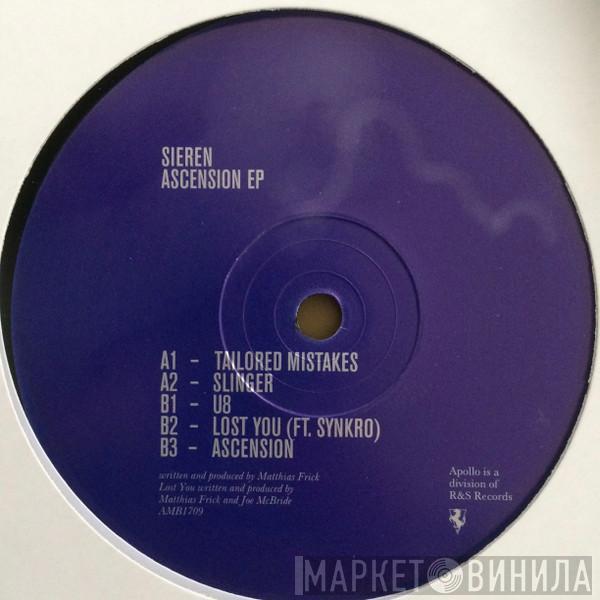 SIEREN
ASCENSION EP
A1 - TAILORED MISTAKES
A2 - SLINGER
B1 - U8
B2 - LOST YOU (FT. SYNKRO)
B3 - ASCENSION
written and produced by Matthias Frick
Lost You written and produced by
Matthias Frick and Joe McBride
AMB1709
Apollo is a
division of
R&S Records
МАРКЕТ ВИНИЛА